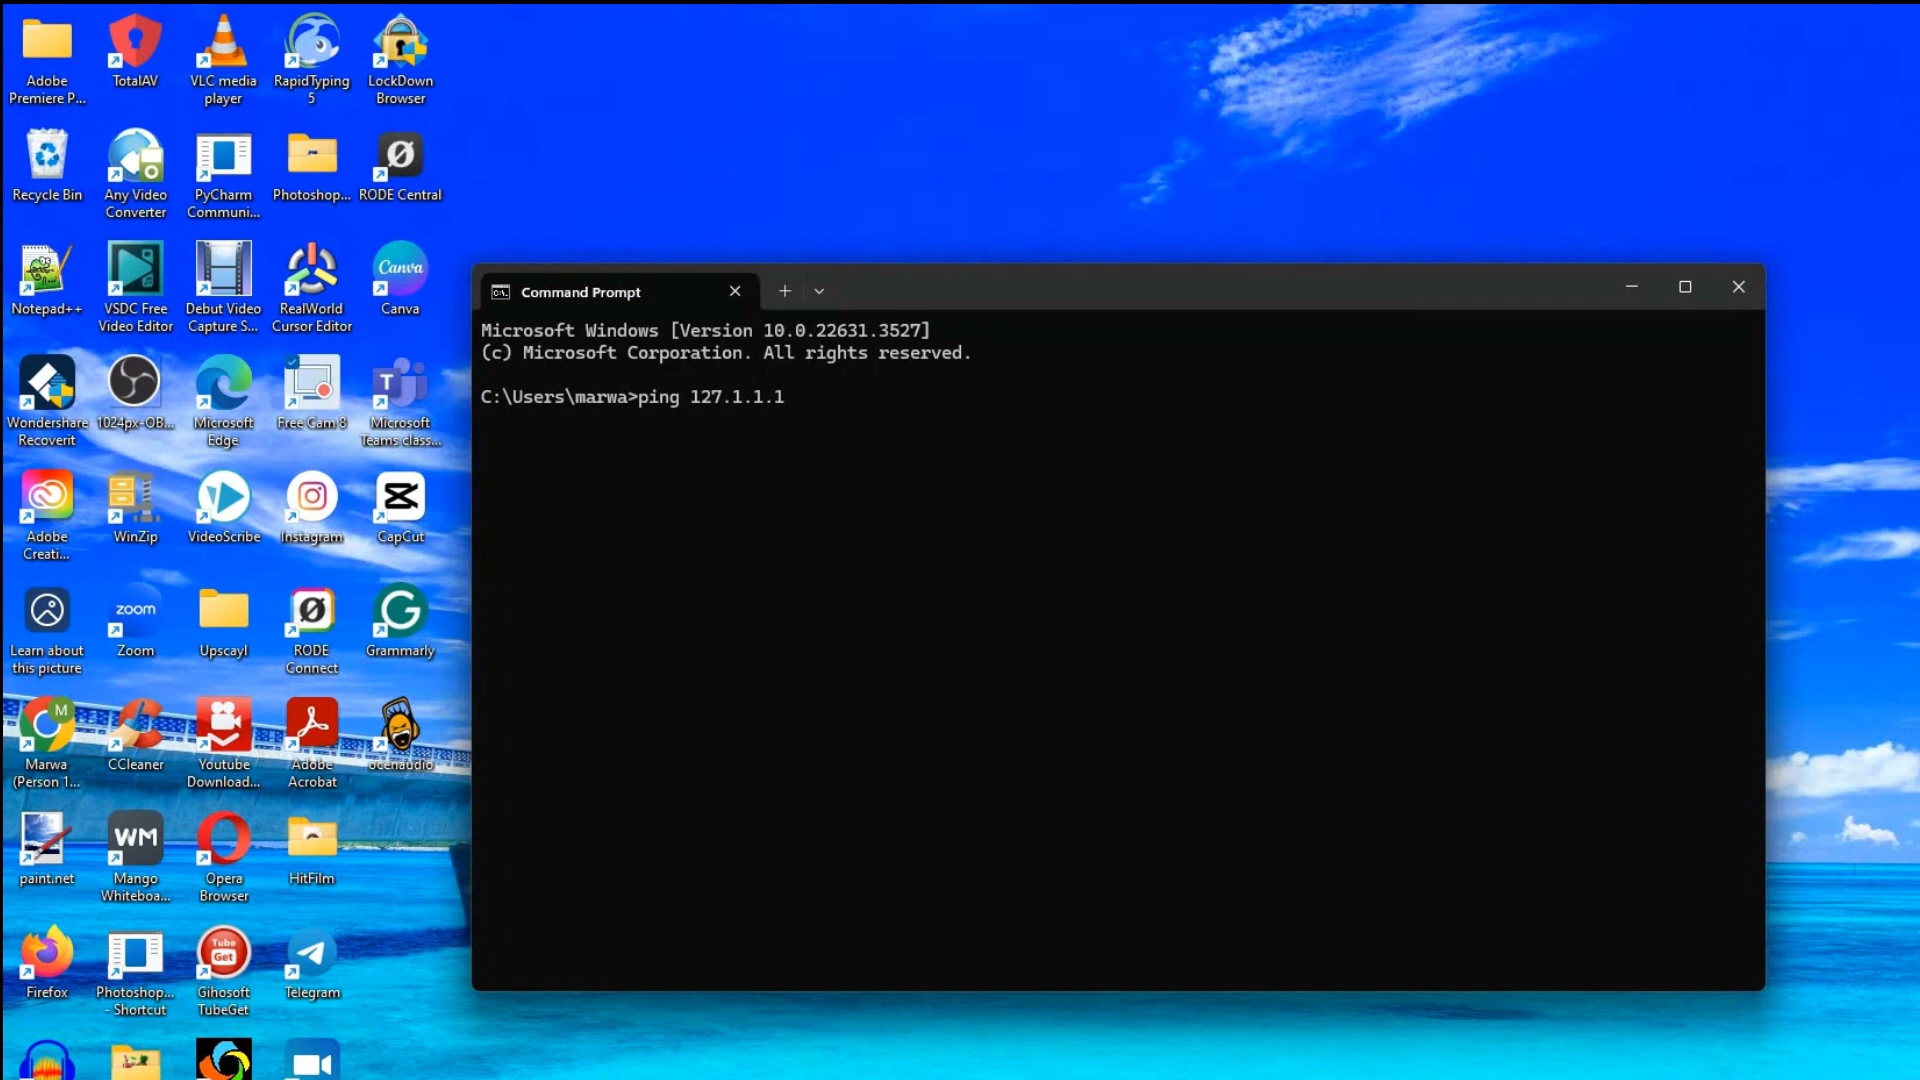 Adobe
Premiere P...
TotalAV
VLC media
player
RapidTyping
5
LockDown
Browser
Recycle Bin
Any Video
Converter
PyCharm
Communi...
Photoshop...
RODE Central
Notepad++
VSDC Free
Video Editor
Debut Video
Capture S...
RealWorld
Cursor Editor
Canva
Canva
Wondershare
Recoverit
1024px-OB...
Microsoft
Edge
Free Cam 8
T
Microsoft
Teams class...
Adobe
Creati...
WinZip
VideoScribe
Instagram
CapCut
Learn about
this picture
zoom
Zoom
Upscayl
RODE
Connect
G
Grammarly
M
Marwa
(Person 1...
CCleaner
Youtube
Download...
Adobe
Acrobat
ocenaudio
paint.net
WM
Mango
Whiteboa...
Opera
Browser
HitFilm
Firefox
Photoshop...
- Shortcut
Tube
Get
Gihosoft
TubeGet
Telegram
C:\.
Command Prompt
Microsoft Windows [Version 10.0.22631.3527]
(c) Microsoft Corporation. All rights reserved.
C:\Users\marwa>ping 127.1.1.1